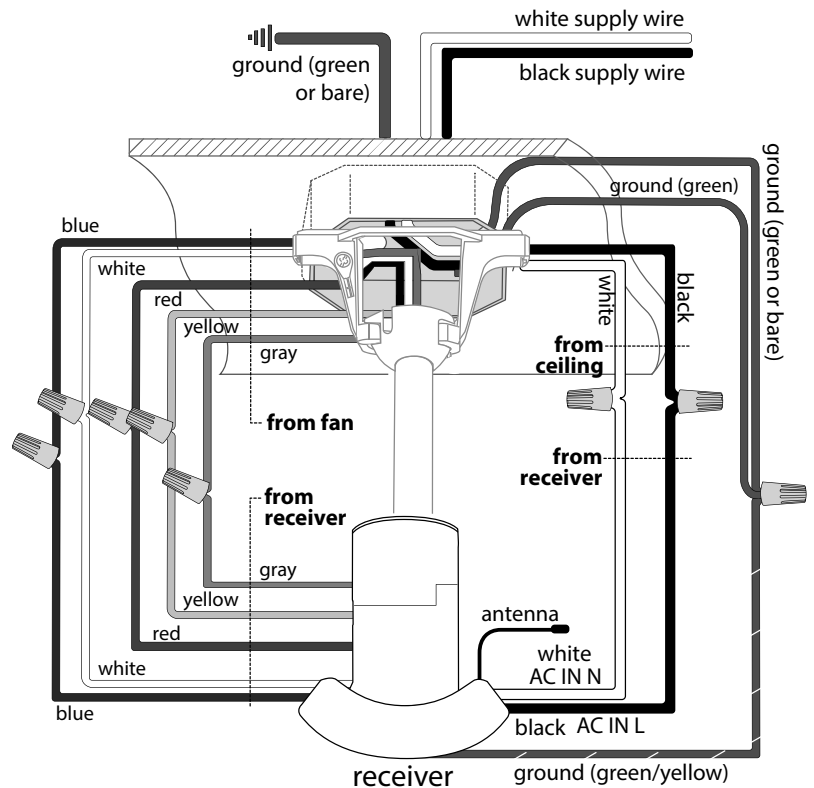 white supply wire
ground (green
or bare)
black supply wire
ground (green or bare)
ground (green)
blue
white
red
yellow
gray
white
black
from
ceiling
from fan
from
receiver
from
receiver
gray
yellow
red
white
blue
antenna
white
AC IN N
black AC IN L
receiver
ground (green/yellow)